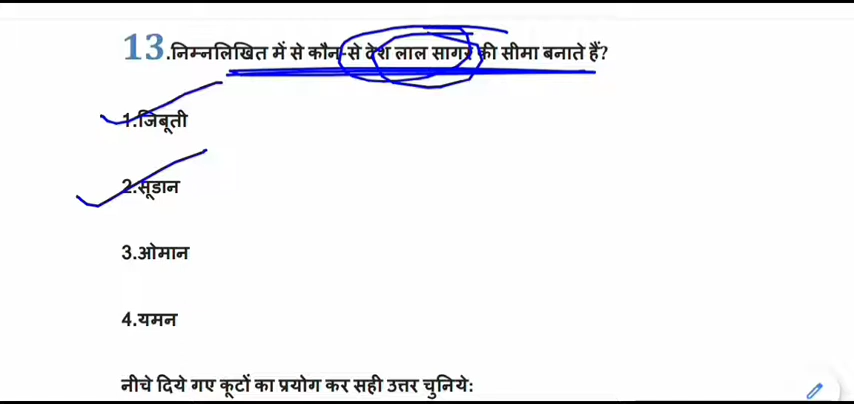 13.निम्नलिखित में से कौन-से देश लाल सागर की सीमा बनाते हैं?
1.जिबूती
2.सूडान
3.ओमान
4.यमन
नीचे दिये गए कूटों का प्रयोग कर सही उत्तर चुनिये: